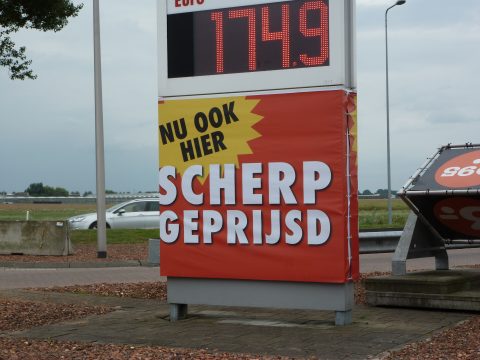 EURO
174.9
NU OOK
HIER
SCHERP
GEPRIJSD